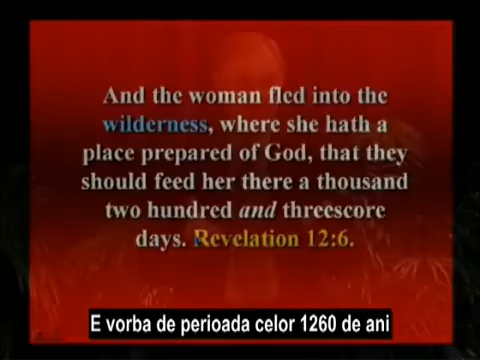 And the woman fled into the
wilderness, where she hath a
place prepared of God, that they
should feed her there a thousand
two hundred and threescore
days. Revelation 12:6.
E vorba de perioada celor 1260 de ani